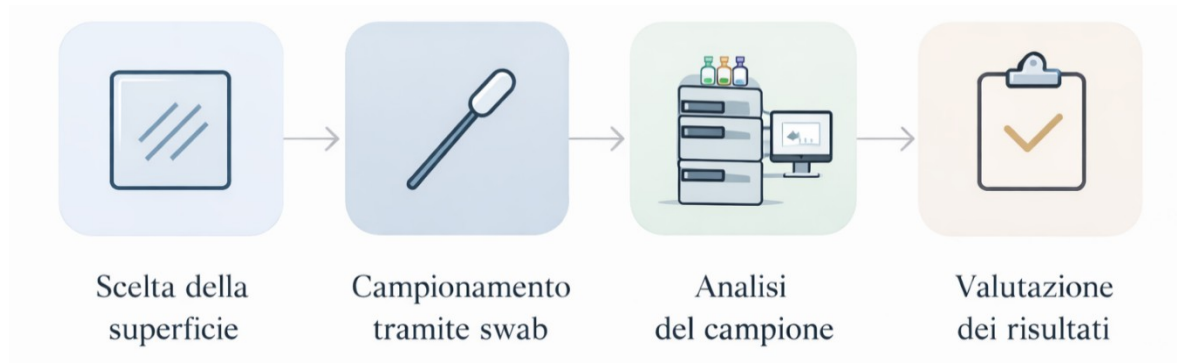 Scelta della
superficie
Campionamento
tramite swab
Analisi
del campione
Valutazione
dei risultati